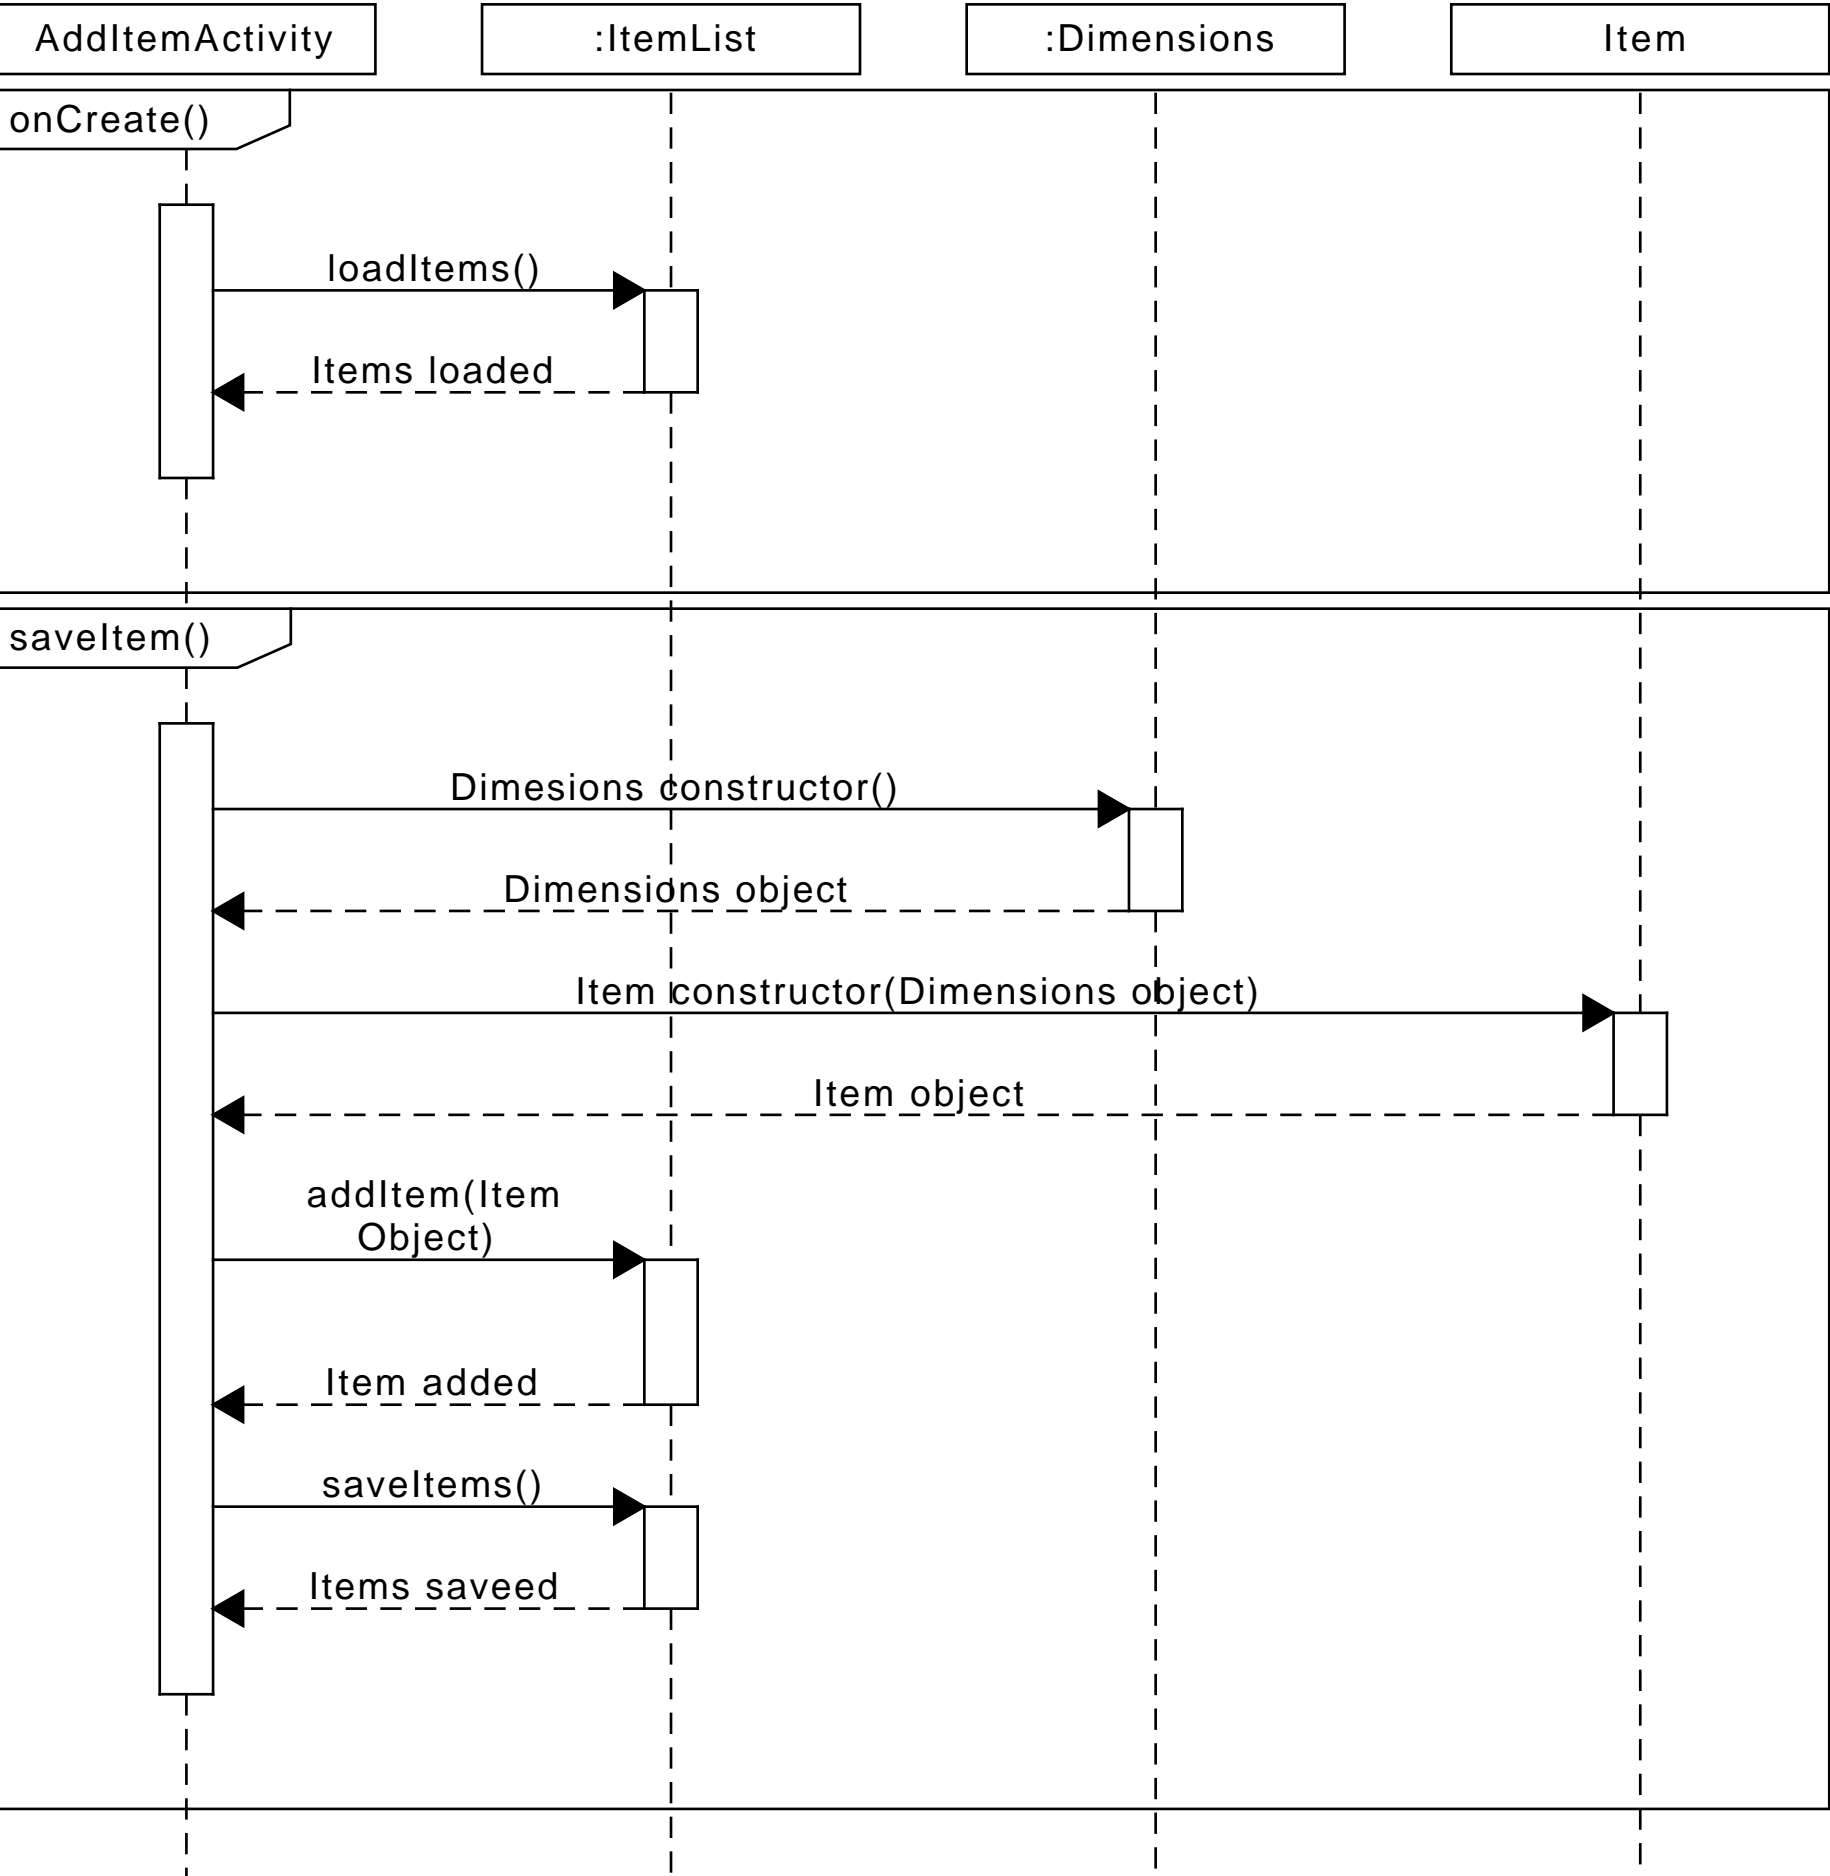 AddItemActivity
:ItemList
:Dimensions
Item
onCreate()
loadItems()
Items loaded
saveItem()
Dimesions constructor()
Dimensions object
Item constructor(Dimensions object)
Item object
addItem(Item
Object)
Item added
saveItems()
Items saveed